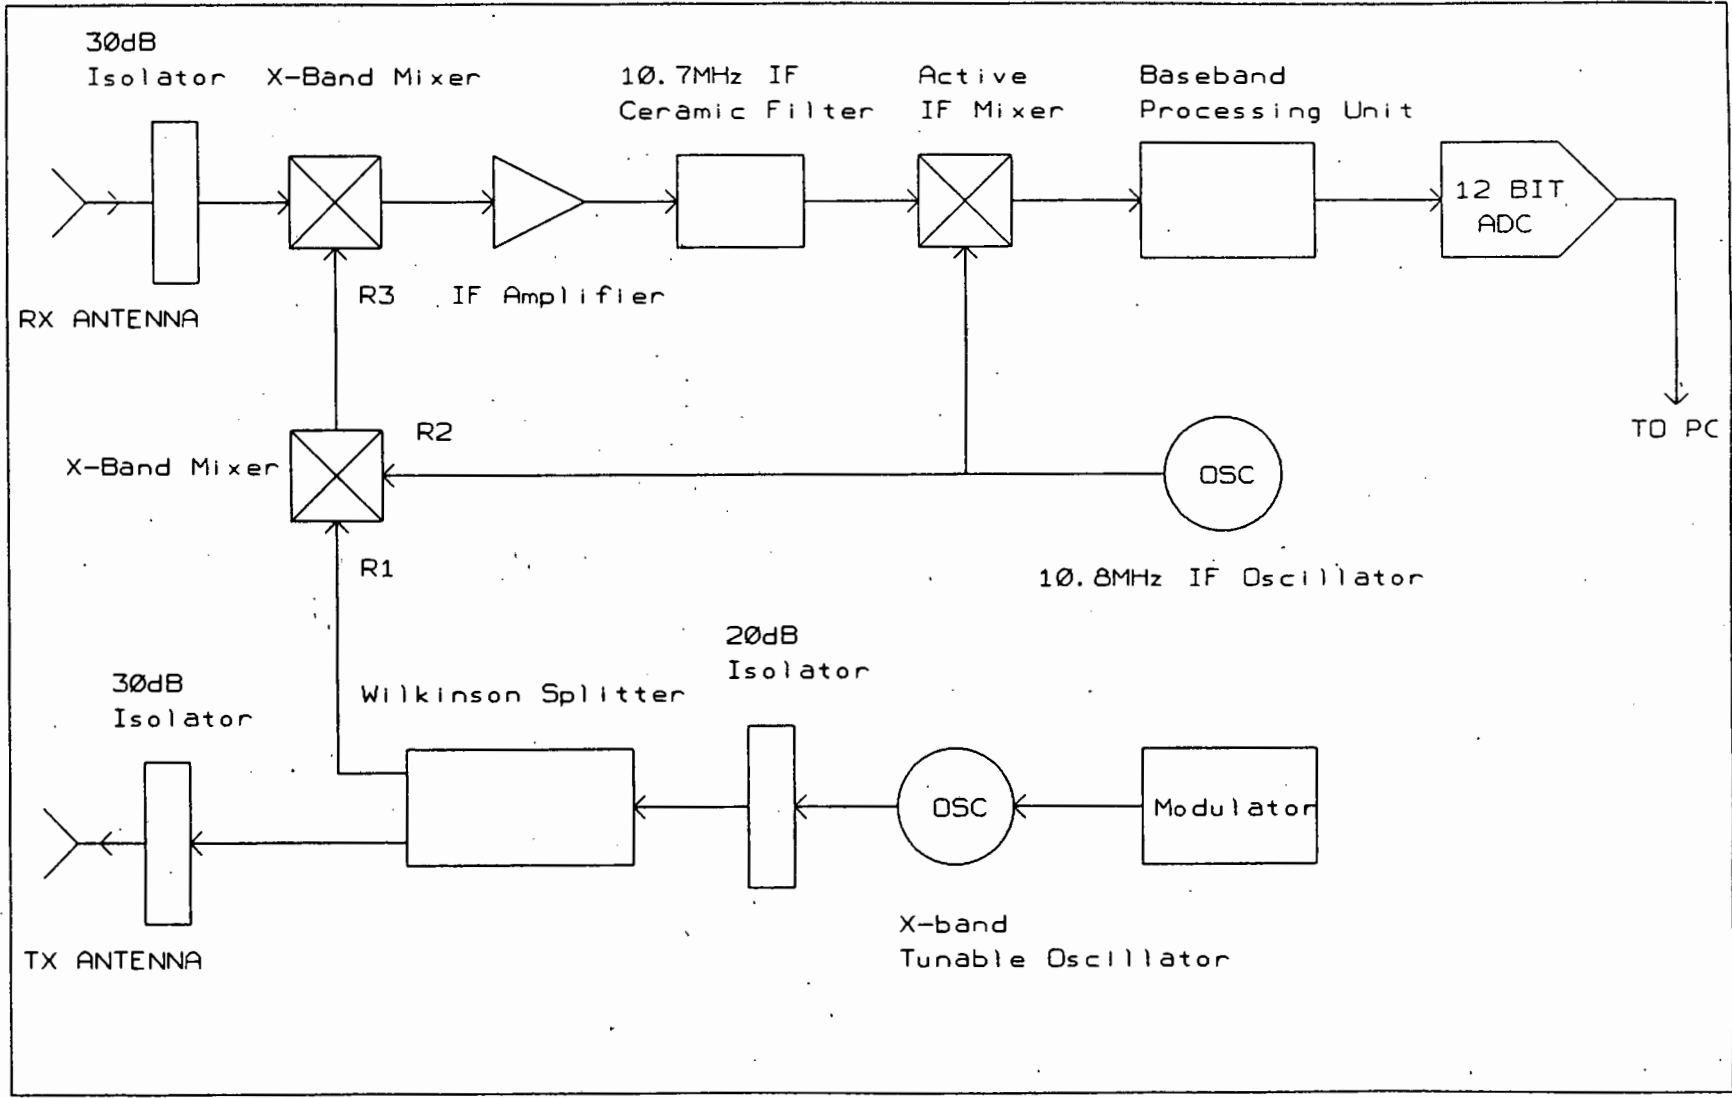 30dB
Isolator
X-Band Mixer
10.7MHz IF
Ceramic Filter
Active
IF Mixer
Baseband
Processing Unit
12 BIT
ADC
R3
IF Amplifier
RX ANTENNA
TO PC
R2
X-Band Mixer
OSC
R1
10.8MHz IF Oscillator
20dB
Isolator
30dB
Isolator
Wilkinson Splitter
OSC
Modulator
X-band
Tunable Oscillator
TX ANTENNA